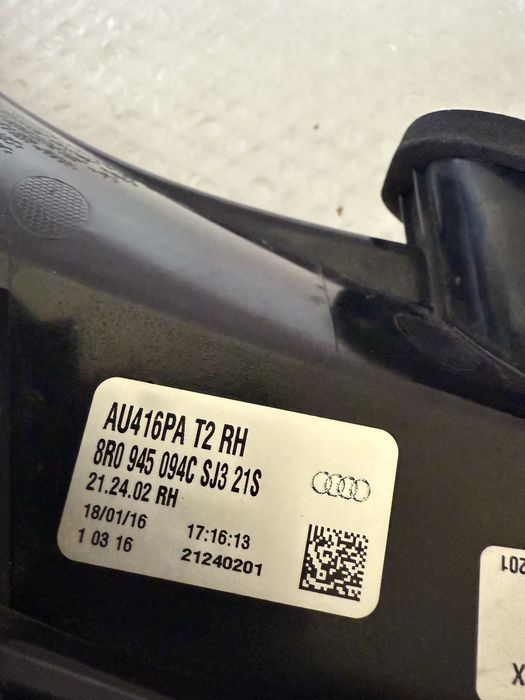 AU416PA T2 RH
8R0 945 094C SJ3 21S
21.24.02 RH
18/01/16 17:16:13
1 03 16 21240201
201
X